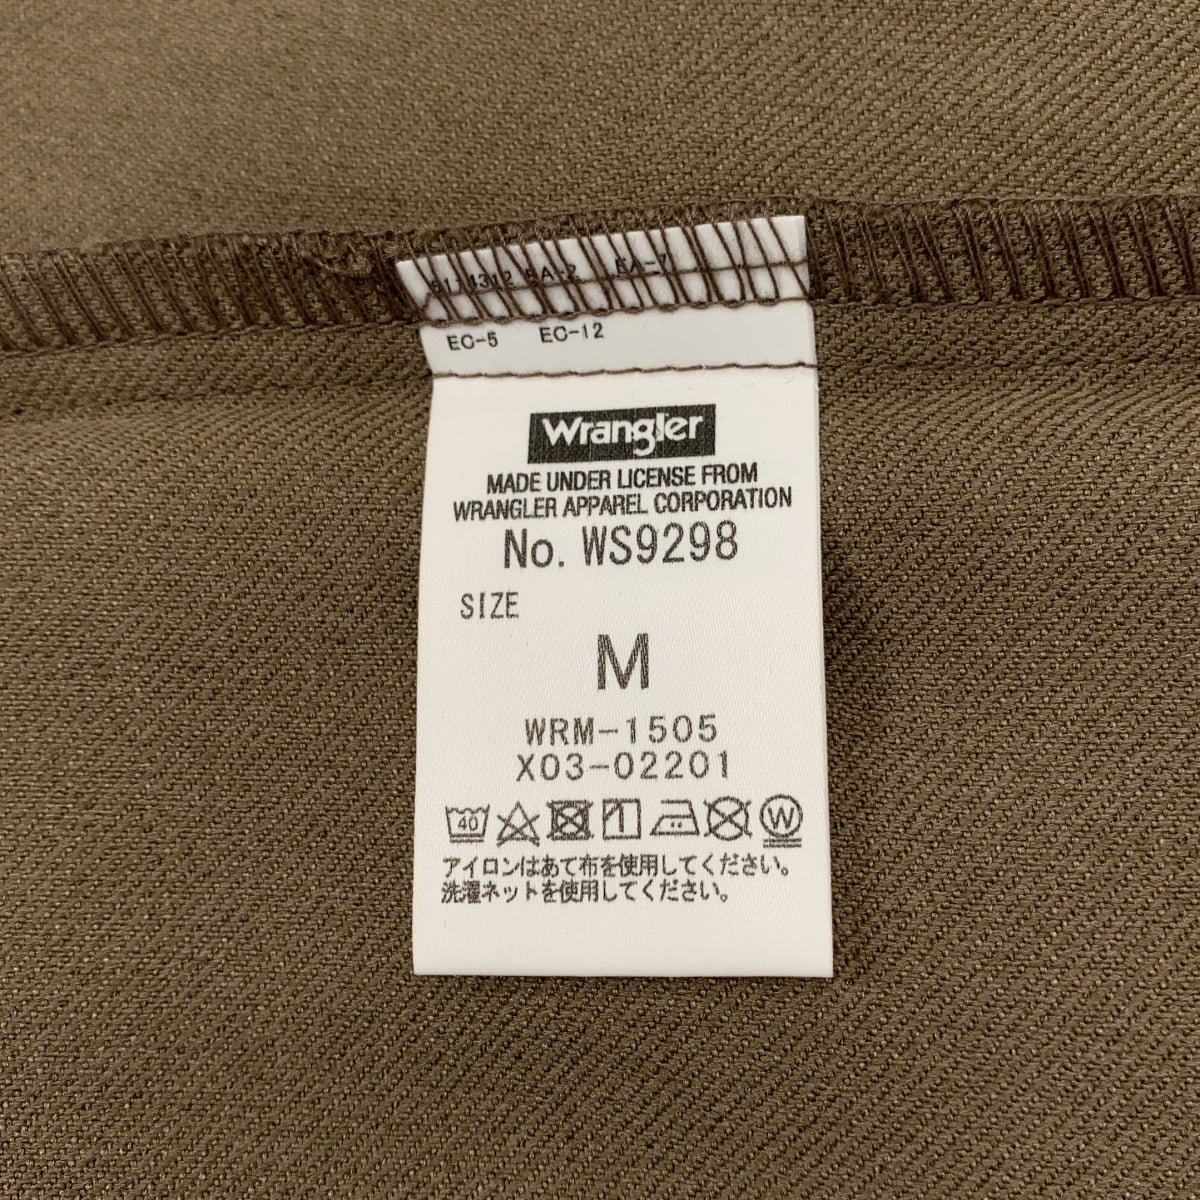 EC-5 EC-12
Wrangler
MADE UNDER LICENSE FROM
WRANGLER APPAREL CORPORATION
No. WS9298
SIZE
M
WRM-1505
X03-02201
40 W
アイロンはあて布を使用してください。
洗濯ネットを使用してください。